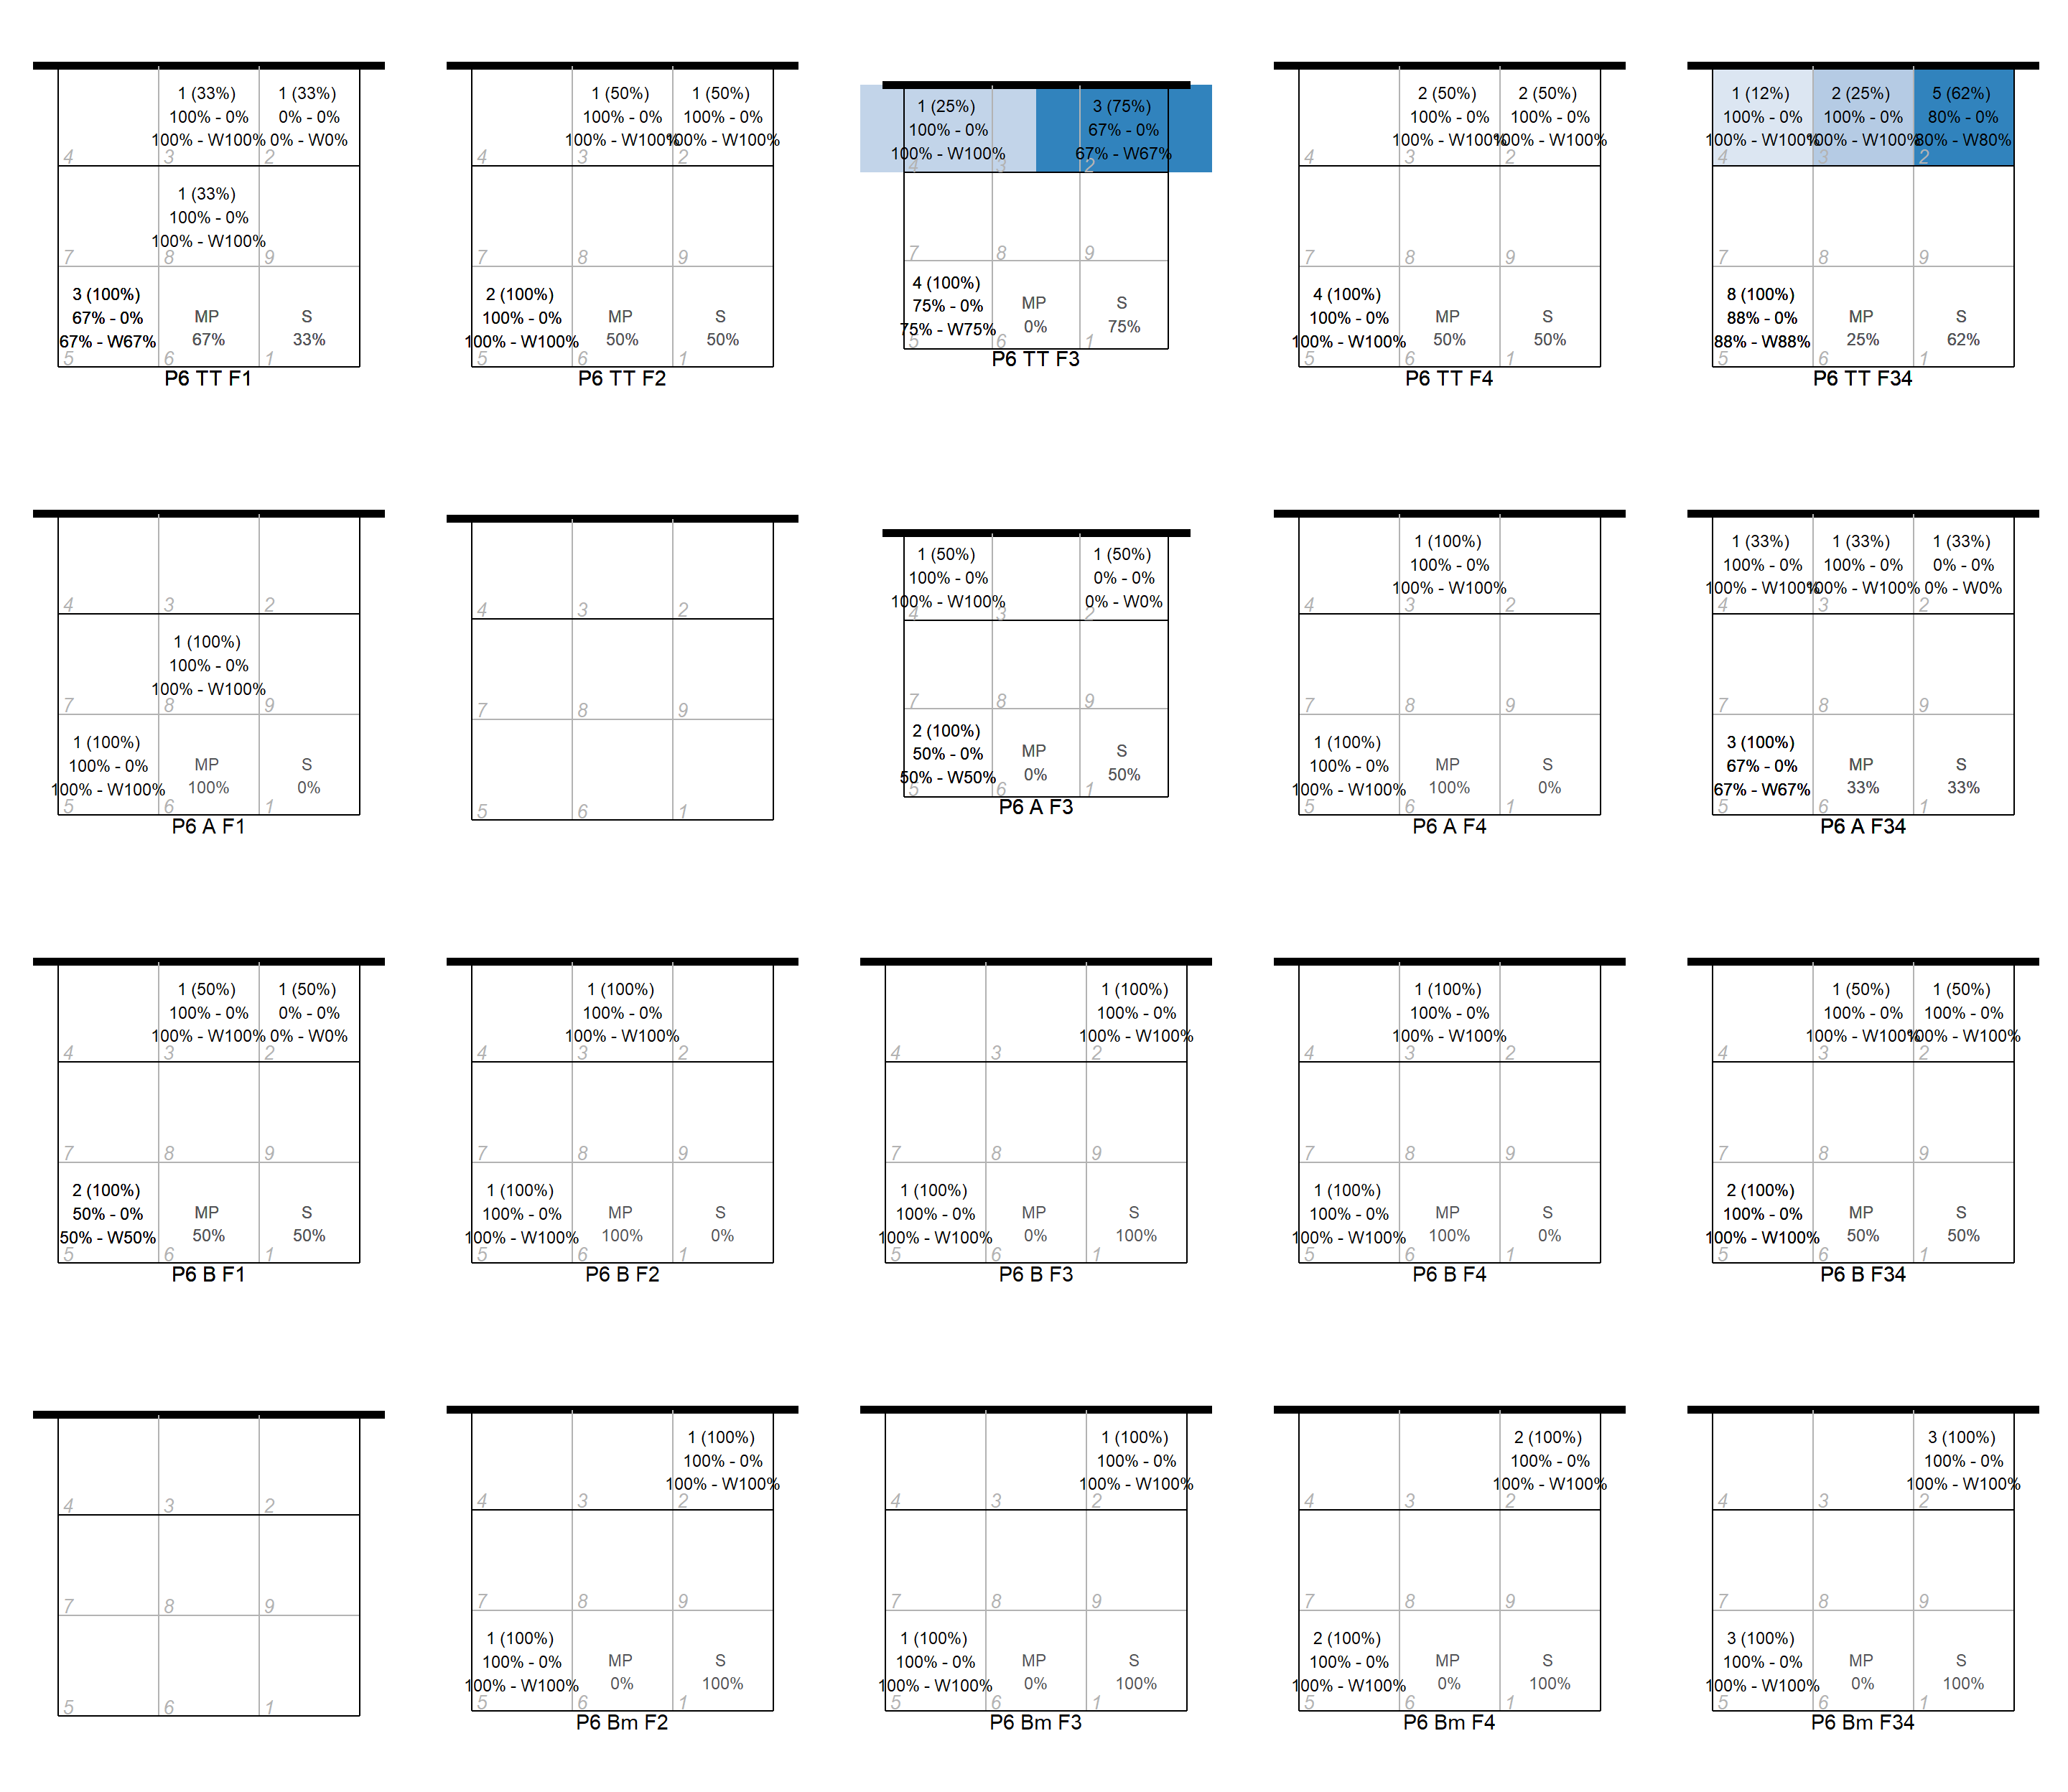 1 (33%) 1 (33%)
100% - 0% 0% - 0%
100% - W100% 0% - W0%
4 3 2
1 (33%)
100% - 0%
100% - W100%
7 8 9
3 (100%)
67% - 0% MP S
67% - W67% 67% 33%
5 6 1
P6 TT F1
1 (50%) 1 (50%)
100% - 0% 100% - 0%
100% - W100% 100% - W100%
4 3 2
7 8 9
2 (100%)
100% - 0% MP S
100% - W100% 50% 50%
5 6 1
P6 TT F2
1 (25%) 3 (75%)
100% - 0% 67% - 0%
100% - W100% 67% - W67%
4 3 2
7 8 9
4 (100%)
75% - 0% MP S
75% - W75% 0% 75%
5 6 1
P6 TT F3
2 (50%) 2 (50%)
100% - 0% 100% - 0%
100% - W100% 100% - W100%
4 3 2
7 8 9
4 (100%)
100% - 0% MP S
100% - W100% 50% 50%
5 6 1
P6 TT F4
1 (12%) 2 (25%) 5 (62%)
100% - 0% 100% - 0% 80% - 0%
100% - W100% 100% - W100% 80% - W80%
4 3 2
7 8 9
8 (100%)
88% - 0% MP S
88% - W88% 25% 62%
5 6 1
P6 TT F34
4 3 2
1 (100%)
100% - 0%
100% - W100%
7 8 9
1 (100%)
100% - 0% MP S
100% - W100% 100% 0%
5 6 1
P6 A F1
4 3 2
7 8 9
5 6 1
1 (50%) 1 (50%)
100% - 0% 0% - 0%
100% - W100% 0% - W0%
4 3 2
7 8 9
2 (100%)
50% - 0% MP S
50% - W50% 0% 50%
5 6 1
P6 A F3
1 (100%)
100% - 0%
100% - W100%
4 3 2
7 8 9
1 (100%)
100% - 0% MP S
100% - W100% 100% 0%
5 6 1
P6 A F4
1 (33%) 1 (33%) 1 (33%)
100% - 0% 100% - 0% 0% - 0%
100% - W100% 100% - W100% 0% - W0%
4 3 2
7 8 9
3 (100%)
67% - 0% MP S
67% - W67% 33% 33%
5 6 1
P6 A F34
1 (50%) 1 (50%)
100% - 0% 0% - 0%
100% - W100% 0% - W0%
4 3 2
7 8 9
2 (100%)
50% - 0% MP S
50% - W50% 50% 50%
5 6 1
P6 B F1
1 (100%)
100% - 0%
100% - W100%
4 3 2
7 8 9
1 (100%)
100% - 0% MP S
100% - W100% 100% 0%
5 6 1
P6 B F2
1 (100%)
100% - 0%
100% - W100%
4 3 2
7 8 9
1 (100%)
100% - 0% MP S
100% - W100% 0% 100%
5 6 1
P6 B F3
1 (100%)
100% - 0%
100% - W100%
4 3 2
7 8 9
1 (100%)
100% - 0% MP S
100% - W100% 100% 0%
5 6 1
P6 B F4
1 (50%) 1 (50%)
100% - 0% 100% - 0%
100% - W100% 100% - W100%
4 3 2
7 8 9
2 (100%)
100% - 0% MP S
100% - W100% 50% 50%
5 6 1
P6 B F34
4 3 2
7 8 9
5 6 1
1 (100%)
100% - 0%
100% - W100%
4 3 2
7 8 9
1 (100%)
100% - 0% MP S
100% - W100% 0% 100%
5 6 1
P6 Bm F2
1 (100%)
100% - 0%
100% - W100%
4 3 2
7 8 9
1 (100%)
100% - 0% MP S
100% - W100% 0% 100%
5 6 1
P6 Bm F3
2 (100%)
100% - 0%
100% - W100%
4 3 2
7 8 9
2 (100%)
100% - 0% MP S
100% - W100% 0% 100%
5 6 1
P6 Bm F4
3 (100%)
100% - 0%
100% - W100%
4 3 2
7 8 9
3 (100%)
100% - 0% MP S
100% - W100% 0% 100%
5 6 1
P6 Bm F34